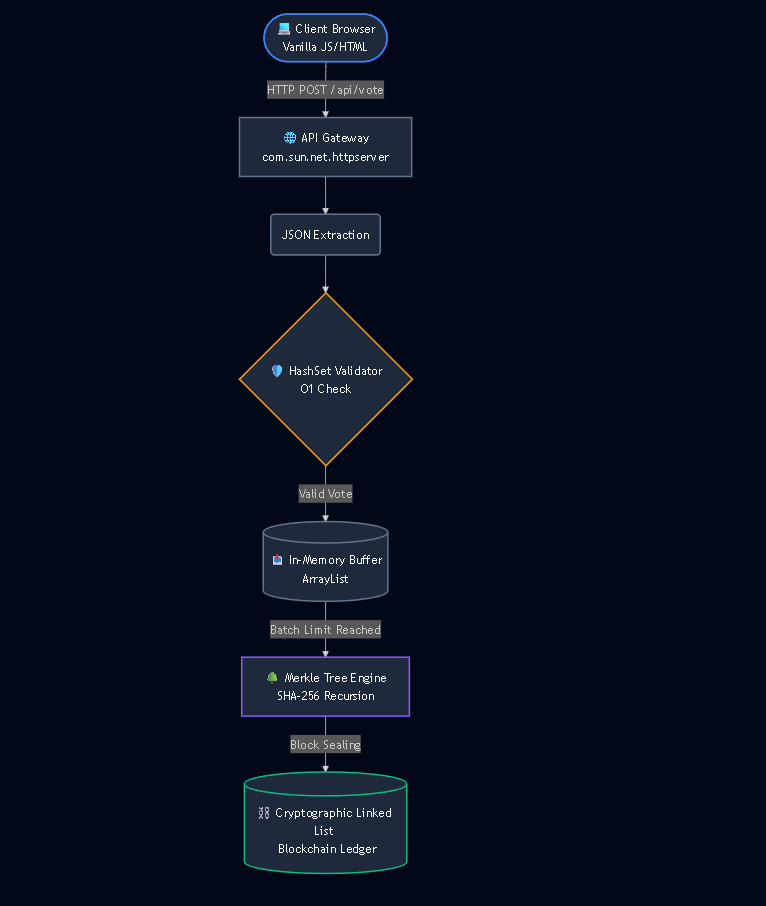 💻 Client Browser
Vanilla JS/HTML
HTTP POST /api/vote
🌐 API Gateway
com.sun.net.httpserver
JSON Extraction
🛡️ HashSet Validator
O1 Check
Valid Vote
📥 In-Memory Buffer
ArrayList
Batch Limit Reached
🌳 Merkle Tree Engine
SHA-256 Recursion
Block Sealing
⛓️ Cryptographic Linked
List
Blockchain Ledger